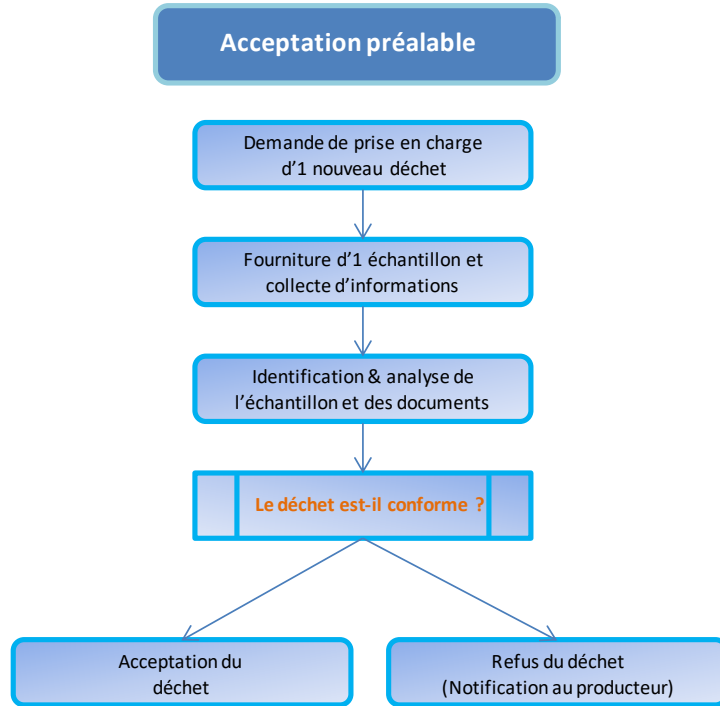 Acceptation préalable
Demande de prise en charge
d'1 nouveau déchet
Fourniture d'1 échantillon et
collecte d'informations
Identification & analyse de
l'échantillon et des documents
Le déchet est-il conforme ?
Acceptation du
déchet
Refus du déchet
(Notification au producteur)